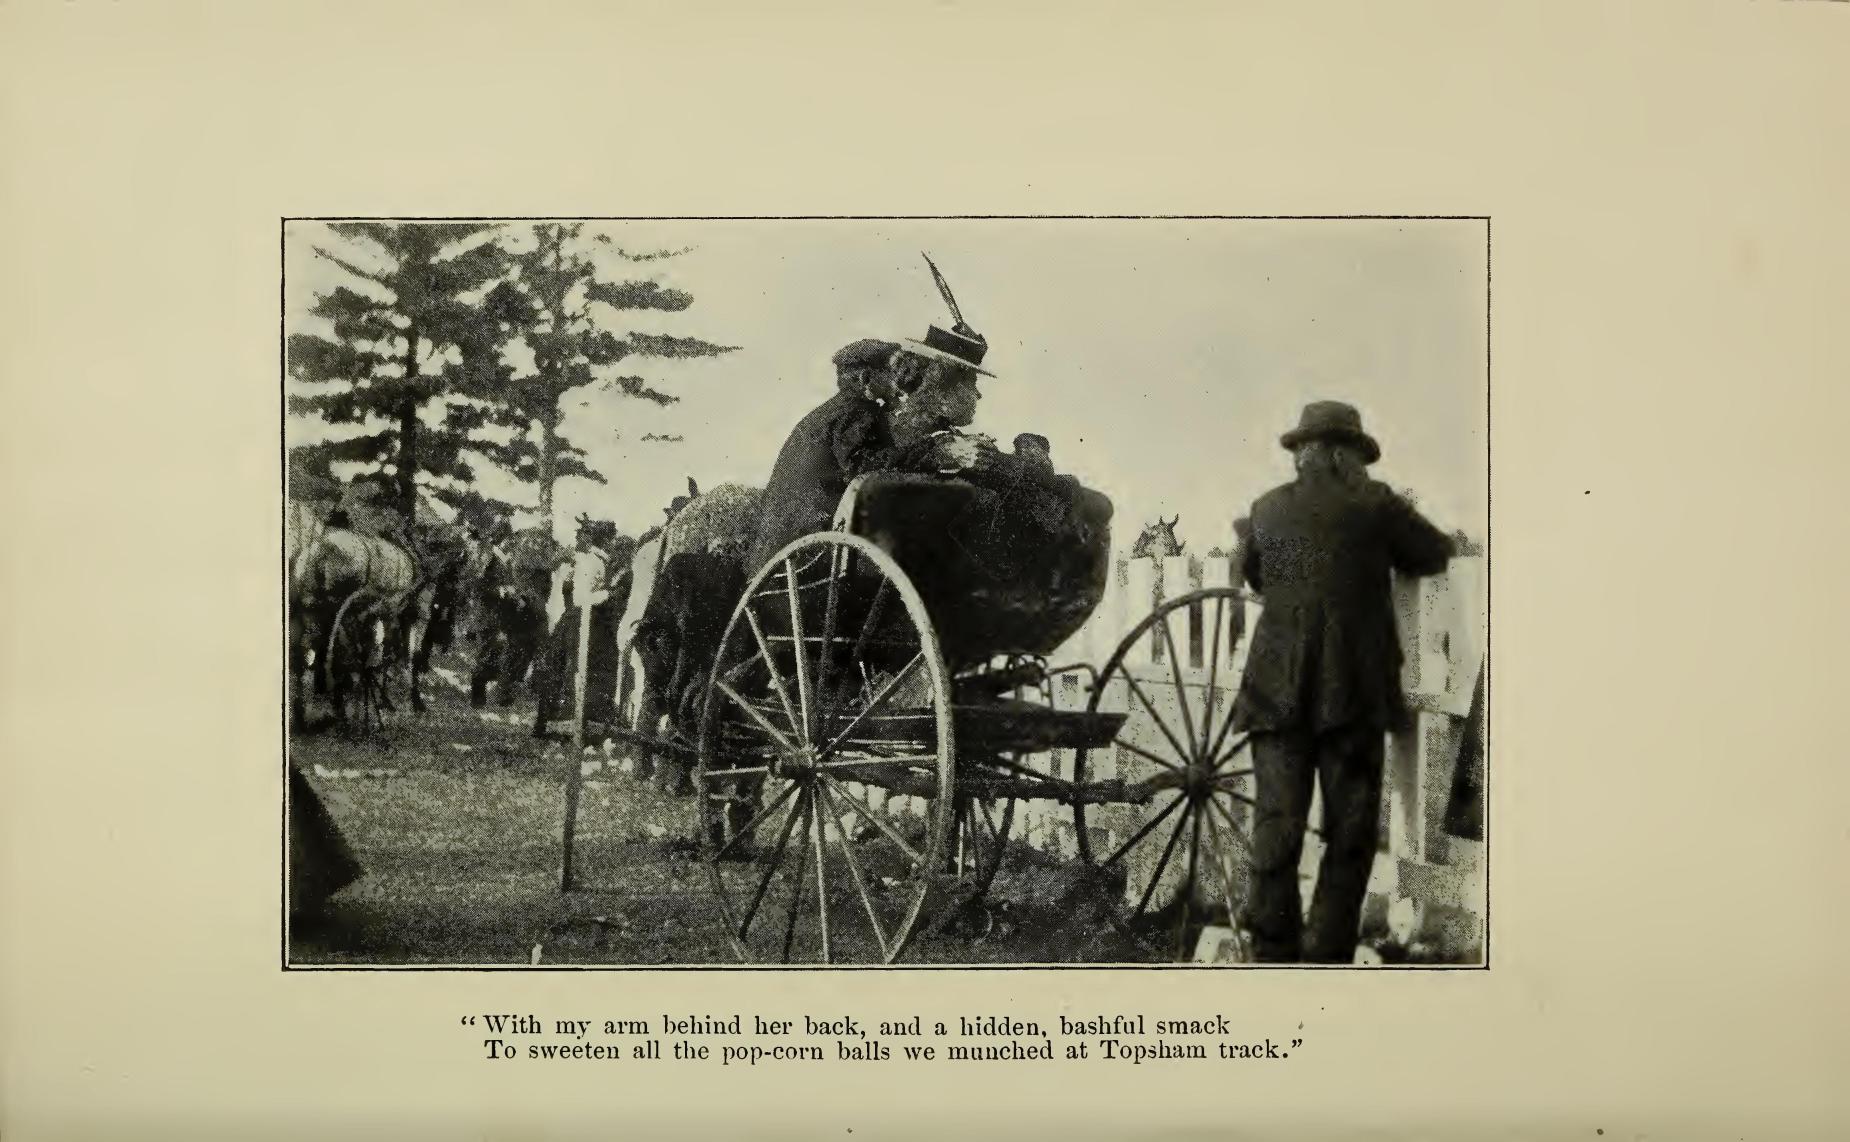 “ With my arm behind her back, and a hidden, bashful smack
To sweeten all the pop-corn balls we munched at Topsham track.”